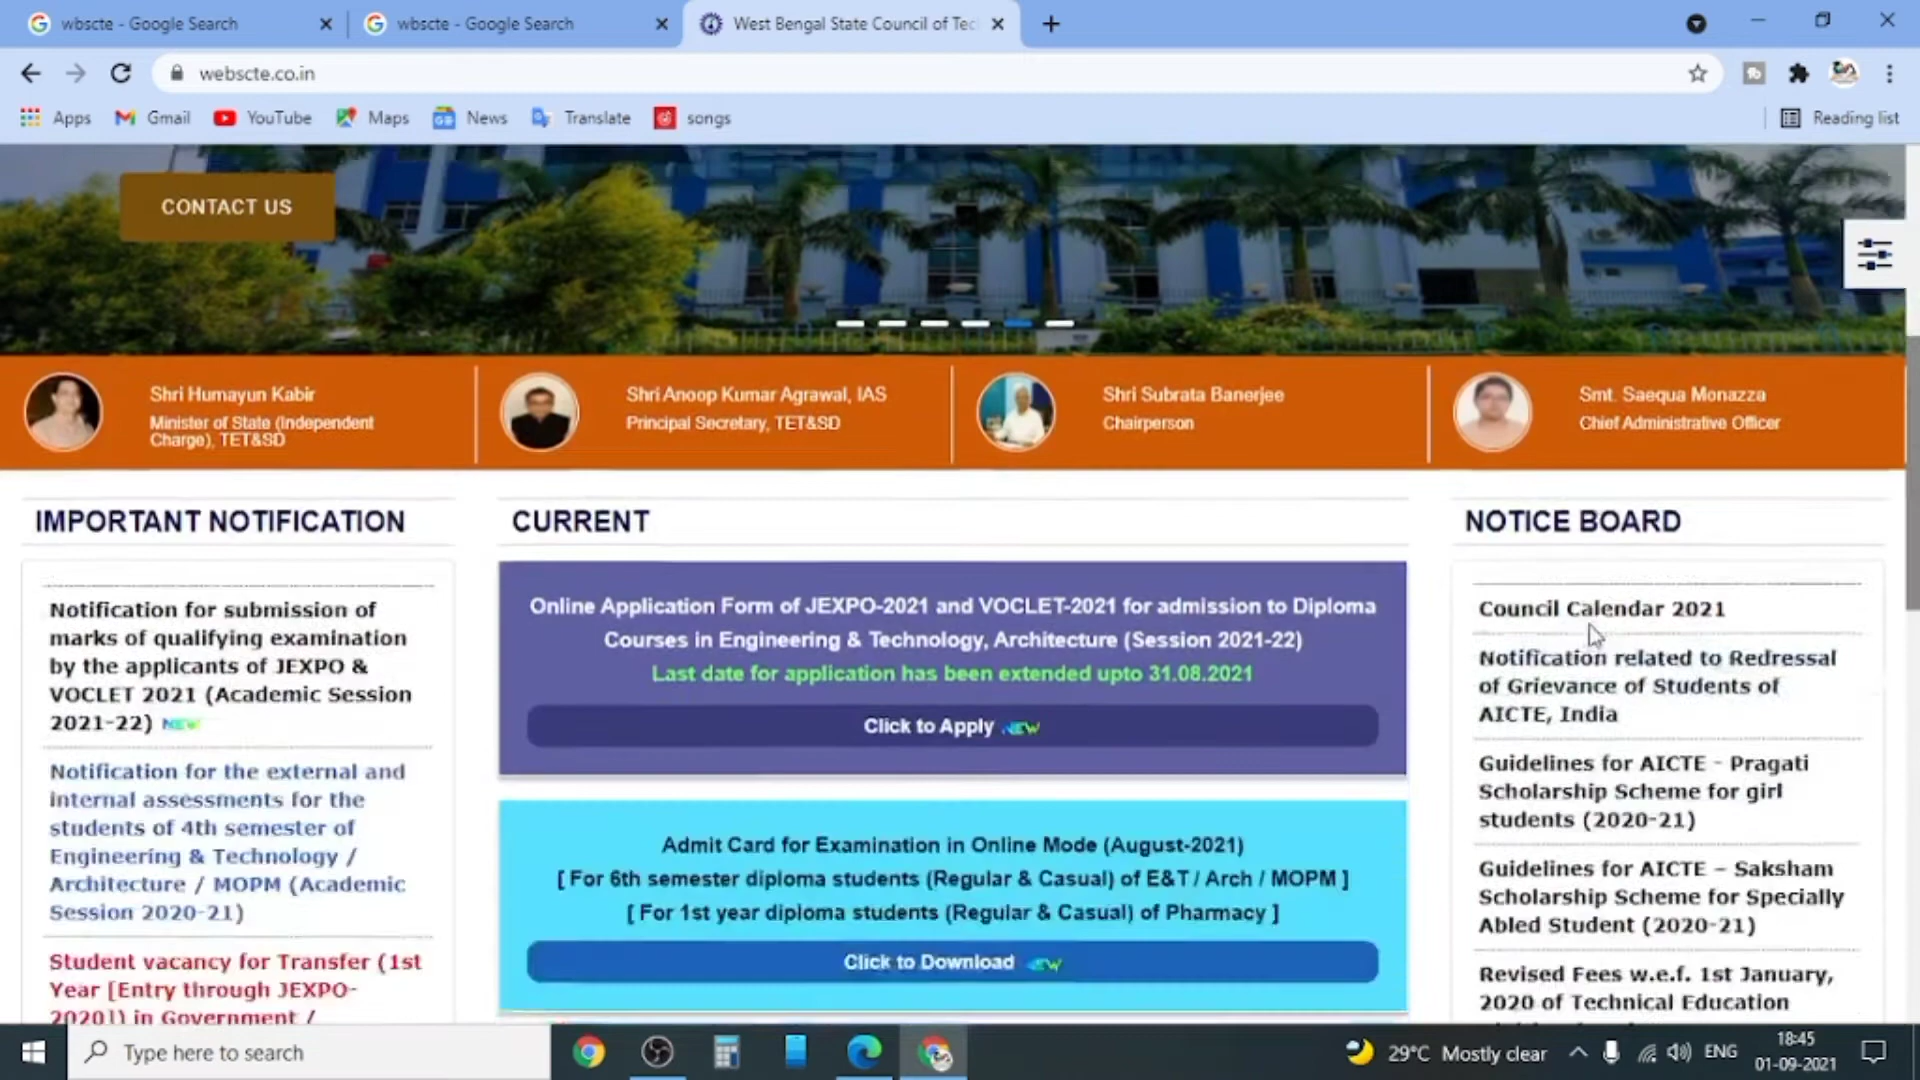 wbscte - Google Search
wbscte - Google Search
West Bengal State Council of Tec
webscte.co.in
Apps
Gmail
YouTube
Maps
News
Translate
songs
Reading list
CONTACT US
Shri Humayun Kabir
Minister of State (Independent
Charge), TET&SD
Shri Anoop Kumar Agrawal, IAS
Principal Secretary, TET&SD
Shri Subrata Banerjee
Chairperson
Smt. Saequa Monazza
Chief Administrative Officer
IMPORTANT NOTIFICATION
Notification for submission of
marks of qualifying examination
by the applicants of JEXPO &
VOCLET 2021 (Academic Session
2021-22) NEW
Notification for the external and
internal assessments for the
students of 4th semester of
Engineering & Technology /
Architecture / MOPM (Academic
Session 2020-21)
Student vacancy for Transfer (1st
Year [Entry through JEXPO-
2020]) in Government /
CURRENT
Online Application Form of JEXPO-2021 and VOCLET-2021 for admission to Diploma
Courses in Engineering & Technology, Architecture (Session 2021-22)
Last date for application has been extended upto 31.08.2021
Click to Apply NEW
Admit Card for Examination in Online Mode (August-2021)
[ For 6th semester diploma students (Regular & Casual) of E&T / Arch / MOPM ]
[ For 1st year diploma students (Regular & Casual) of Pharmacy ]
Click to Download NEW
NOTICE BOARD
Council Calendar 2021
Notification related to Redressal
of Grievance of Students of
AICTE, India
Guidelines for AICTE - Pragati
Scholarship Scheme for girl
students (2020-21)
Guidelines for AICTE – Saksham
Scholarship Scheme for Specially
Abled Student (2020-21)
Revised Fees w.e.f. 1st January,
2020 of Technical Education
Type here to search
29°C Mostly clear
ENG
18:45
01-09-2021